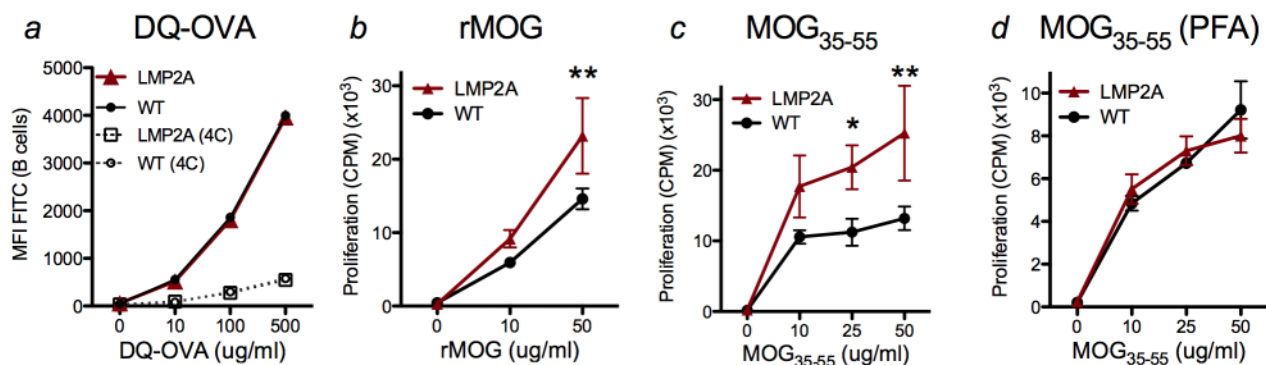 a DQ-OVA
5000
4000
3000
2000
1000
0
MFI FITC (B cells)
LMP2A
WT
LMP2A (4C)
WT (4C)
0 10 100 500
DQ-OVA (ug/ml)
b rMOG
30
20
10
0
Proliferation (CPM) (x10³)
LMP2A
WT
**
0 10 50
rMOG (ug/ml)
c MOG₃₅₋₅₅
30
20
10
0
Proliferation (CPM) (x10³)
LMP2A
WT
*
**
0 10 25 50
MOG₃₅₋₅₅ (ug/ml)
d MOG₃₅₋₅₅ (PFA)
10
8
6
4
2
0
Proliferation (CPM) (x10³)
LMP2A
WT
0 10 25 50
MOG₃₅₋₅₅ (ug/ml)